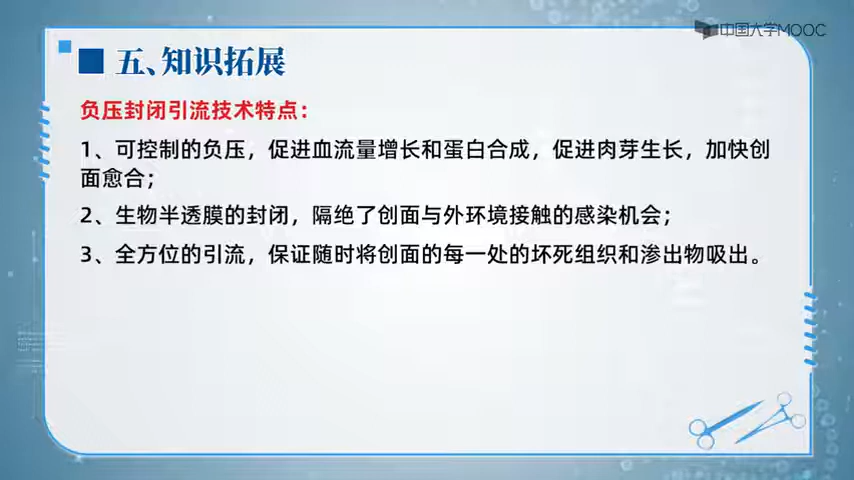 中国大学MOOC
五、知识拓展
负压封闭引流技术特点：
1、可控制的负压，促进血流量增长和蛋白合成，促进肉芽生长，加快创
面愈合；
2、生物半透膜的封闭，隔绝了创面与外环境接触的感染机会；
3、全方位的引流，保证随时将创面的每一处的坏死组织和渗出物吸出。